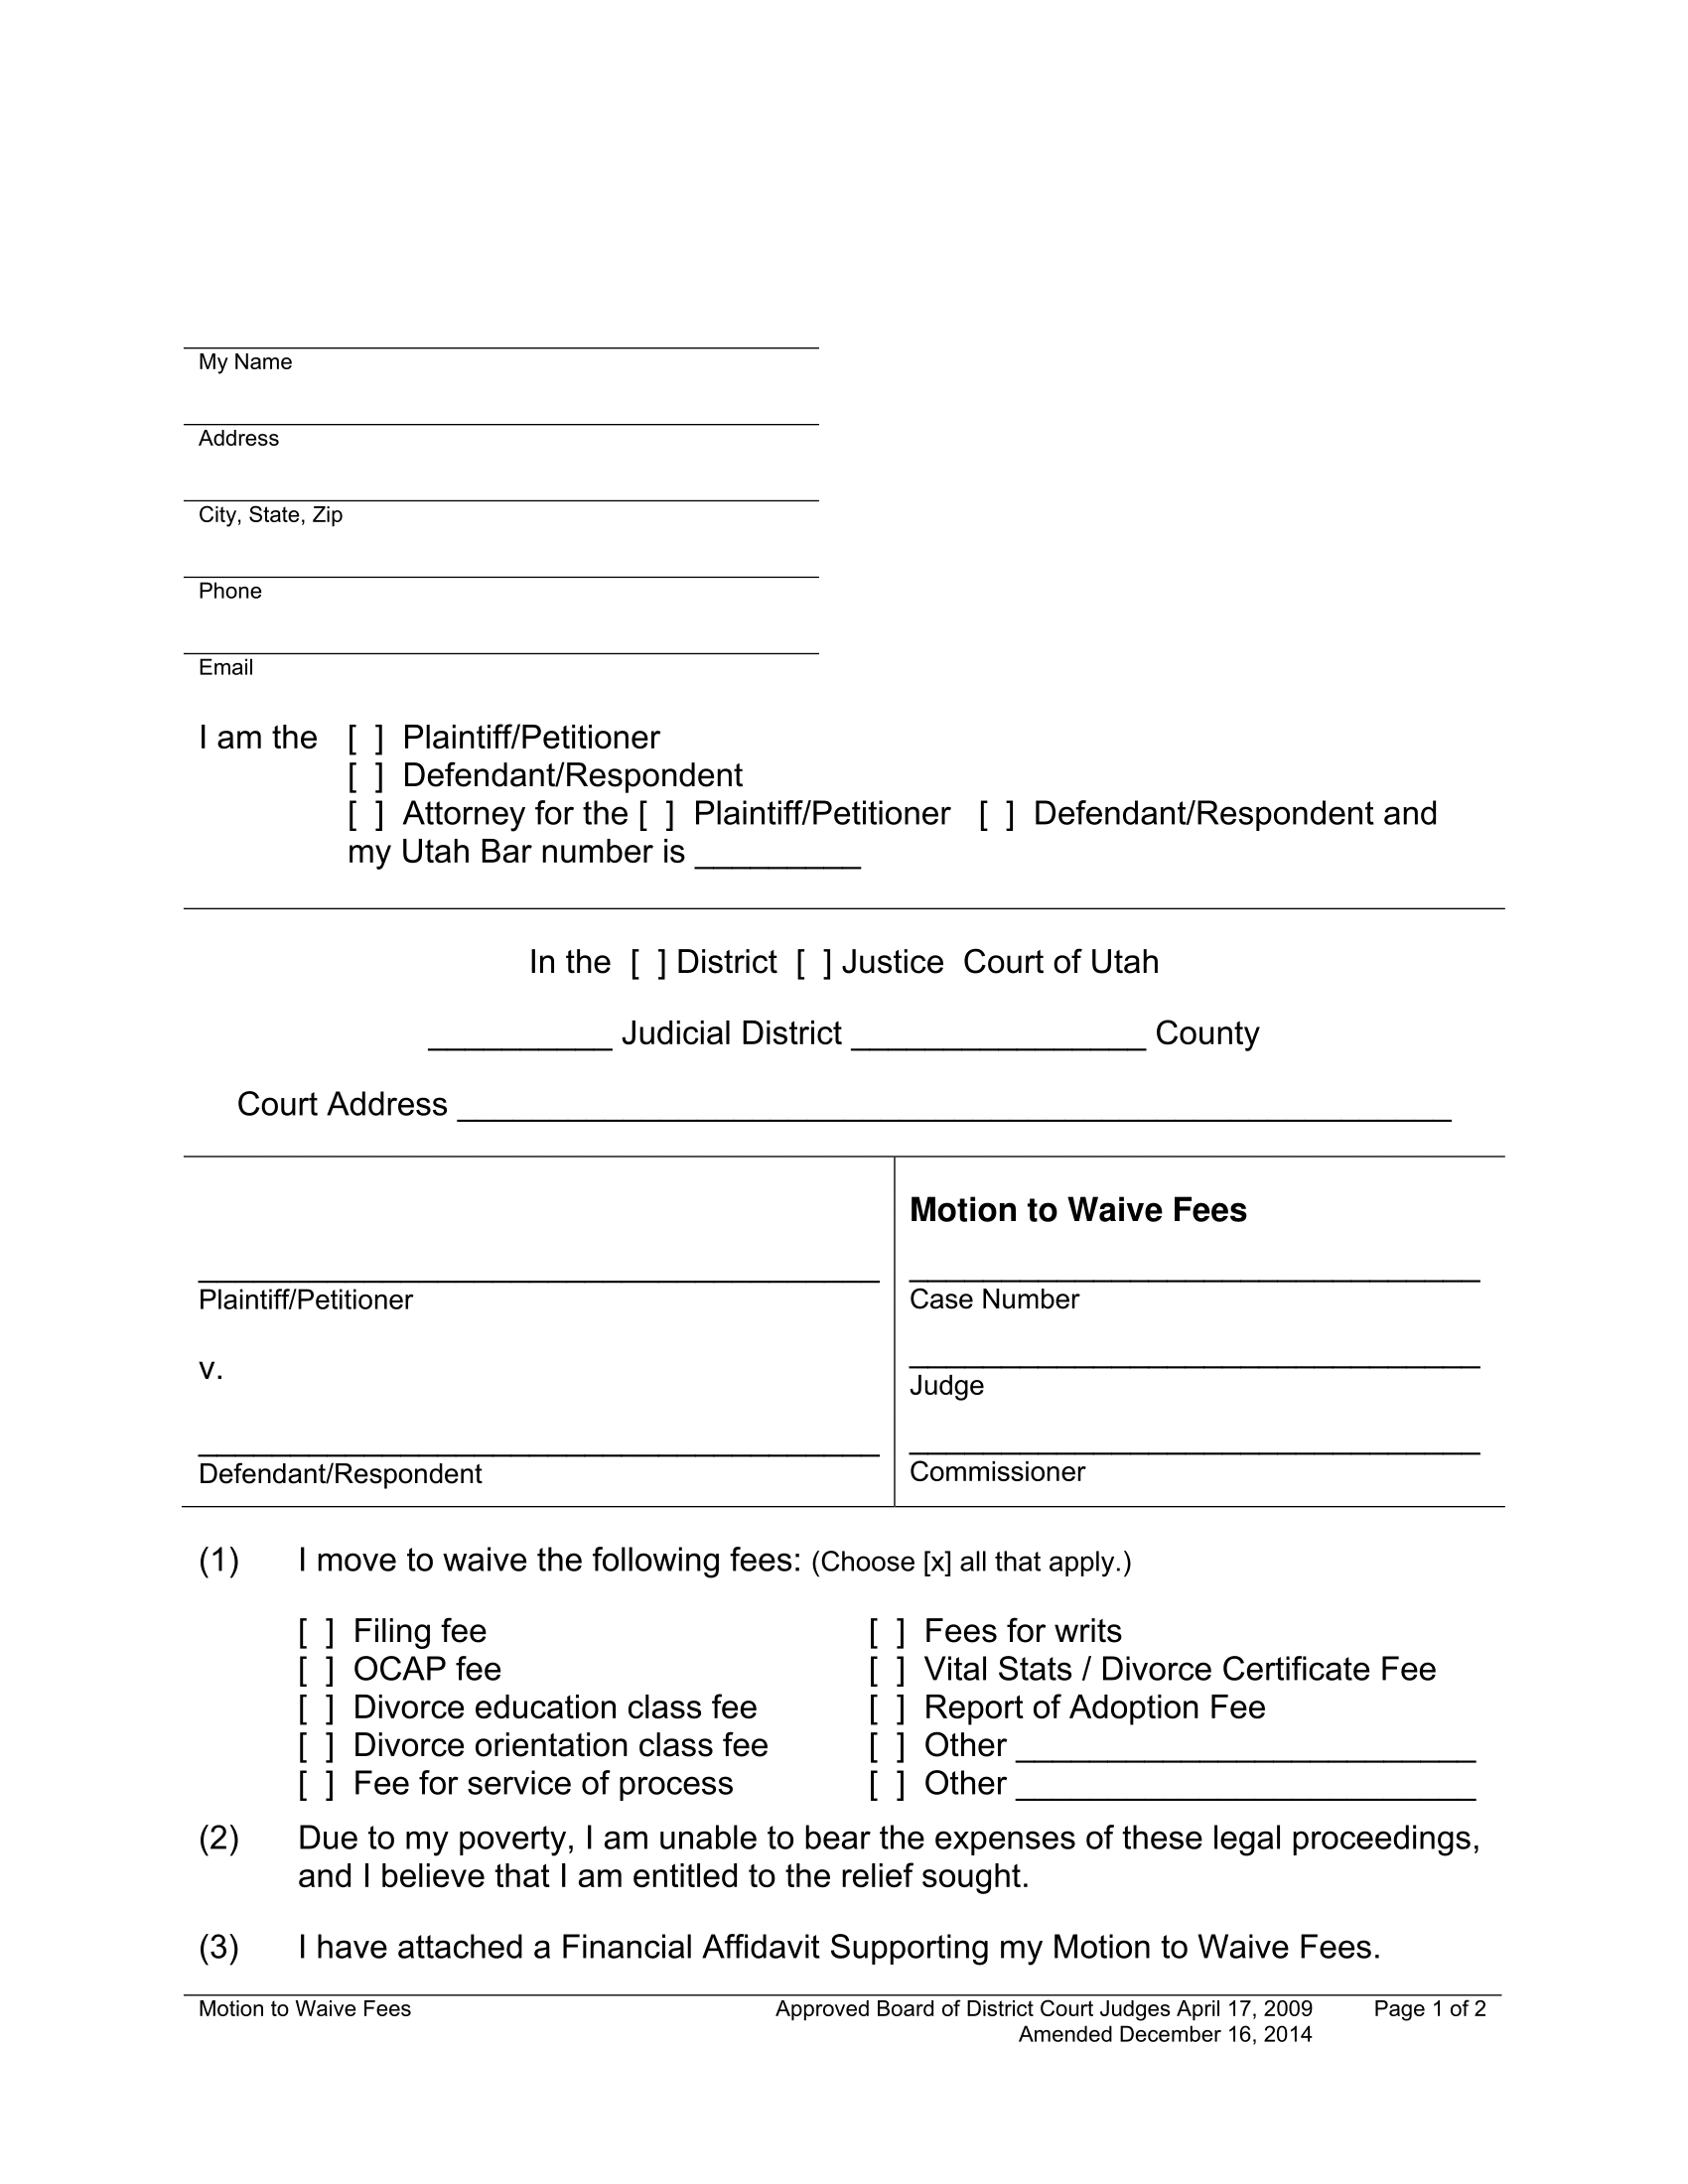 My Name
Address
City, State, Zip
Phone
Email
I am the [ ] Plaintiff/Petitioner
[ ] Defendant/Respondent
[ ] Attorney for the [ ] Plaintiff/Petitioner [ ] Defendant/Respondent and
my Utah Bar number is _________
In the [ ] District [ ] Justice Court of Utah
__________ Judicial District ________________ County
Court Address ______________________________________________________
Motion to Waive Fees
_____________________________________
Plaintiff/Petitioner
v.
_____________________________________
Defendant/Respondent
_______________________________
Case Number
_______________________________
Judge
_______________________________
Commissioner
(1) I move to waive the following fees: (Choose [x] all that apply.)
[ ] Filing fee
[ ] OCAP fee
[ ] Divorce education class fee
[ ] Divorce orientation class fee
[ ] Fee for service of process
[ ] Fees for writs
[ ] Vital Stats / Divorce Certificate Fee
[ ] Report of Adoption Fee
[ ] Other _________________________
[ ] Other _________________________
(2) Due to my poverty, I am unable to bear the expenses of these legal proceedings,
and I believe that I am entitled to the relief sought.
(3) I have attached a Financial Affidavit Supporting my Motion to Waive Fees.
Motion to Waive Fees Approved Board of District Court Judges April 17, 2009 Page 1 of 2
Amended December 16, 2014